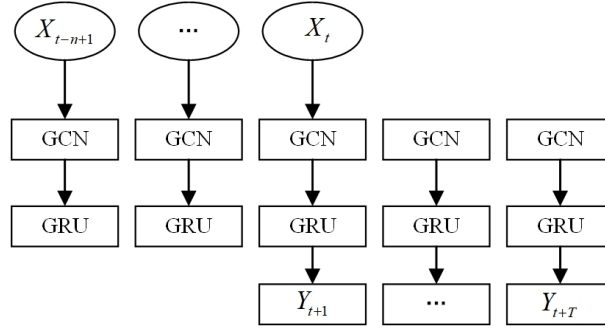 X_{t-n+1} ... X_t
GCN GCN GCN GCN GCN
GRU GRU GRU GRU GRU
Y_{t+1} ... Y_{t+T}